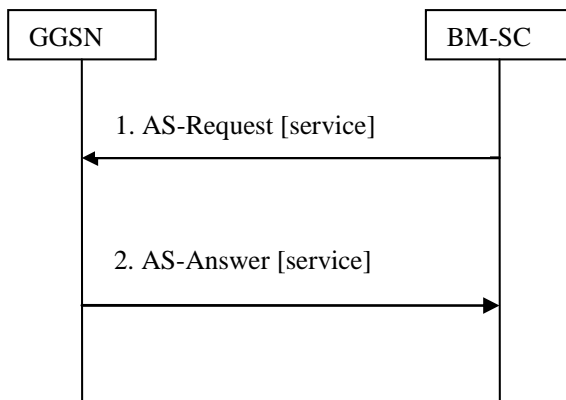 GGSN
BM-SC
1. AS-Request [service]
2. AS-Answer [service]